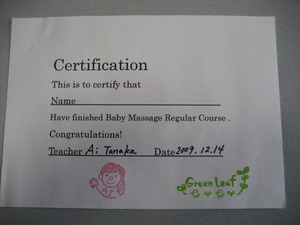 Certification
This is to certify that
Name
Have finished Baby Massage Regular Course .
Congratulations!
Teacher Ai Tanaka Date 2009.12.14
Green Leaf